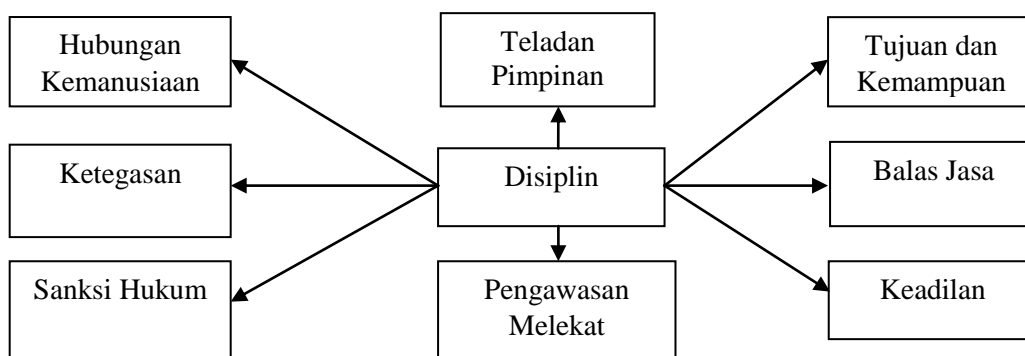 Hubungan
Kemanusiaan
Teladan
Pimpinan
Tujuan dan
Kemampuan
Ketegasan
Disiplin
Balas Jasa
Sanksi Hukum
Pengawasan
Melekat
Keadilan